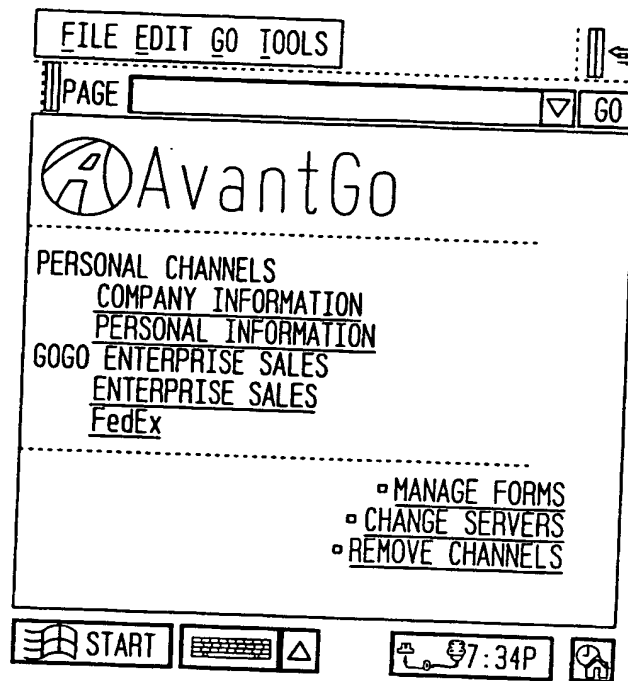 FILE EDIT GO TOOLS
PAGE GO
AvantGo
PERSONAL CHANNELS
COMPANY INFORMATION
PERSONAL INFORMATION
GOGO ENTERPRISE SALES
ENTERPRISE SALES
FedEx
MANAGE FORMS
CHANGE SERVERS
REMOVE CHANNELS
START 7:34P